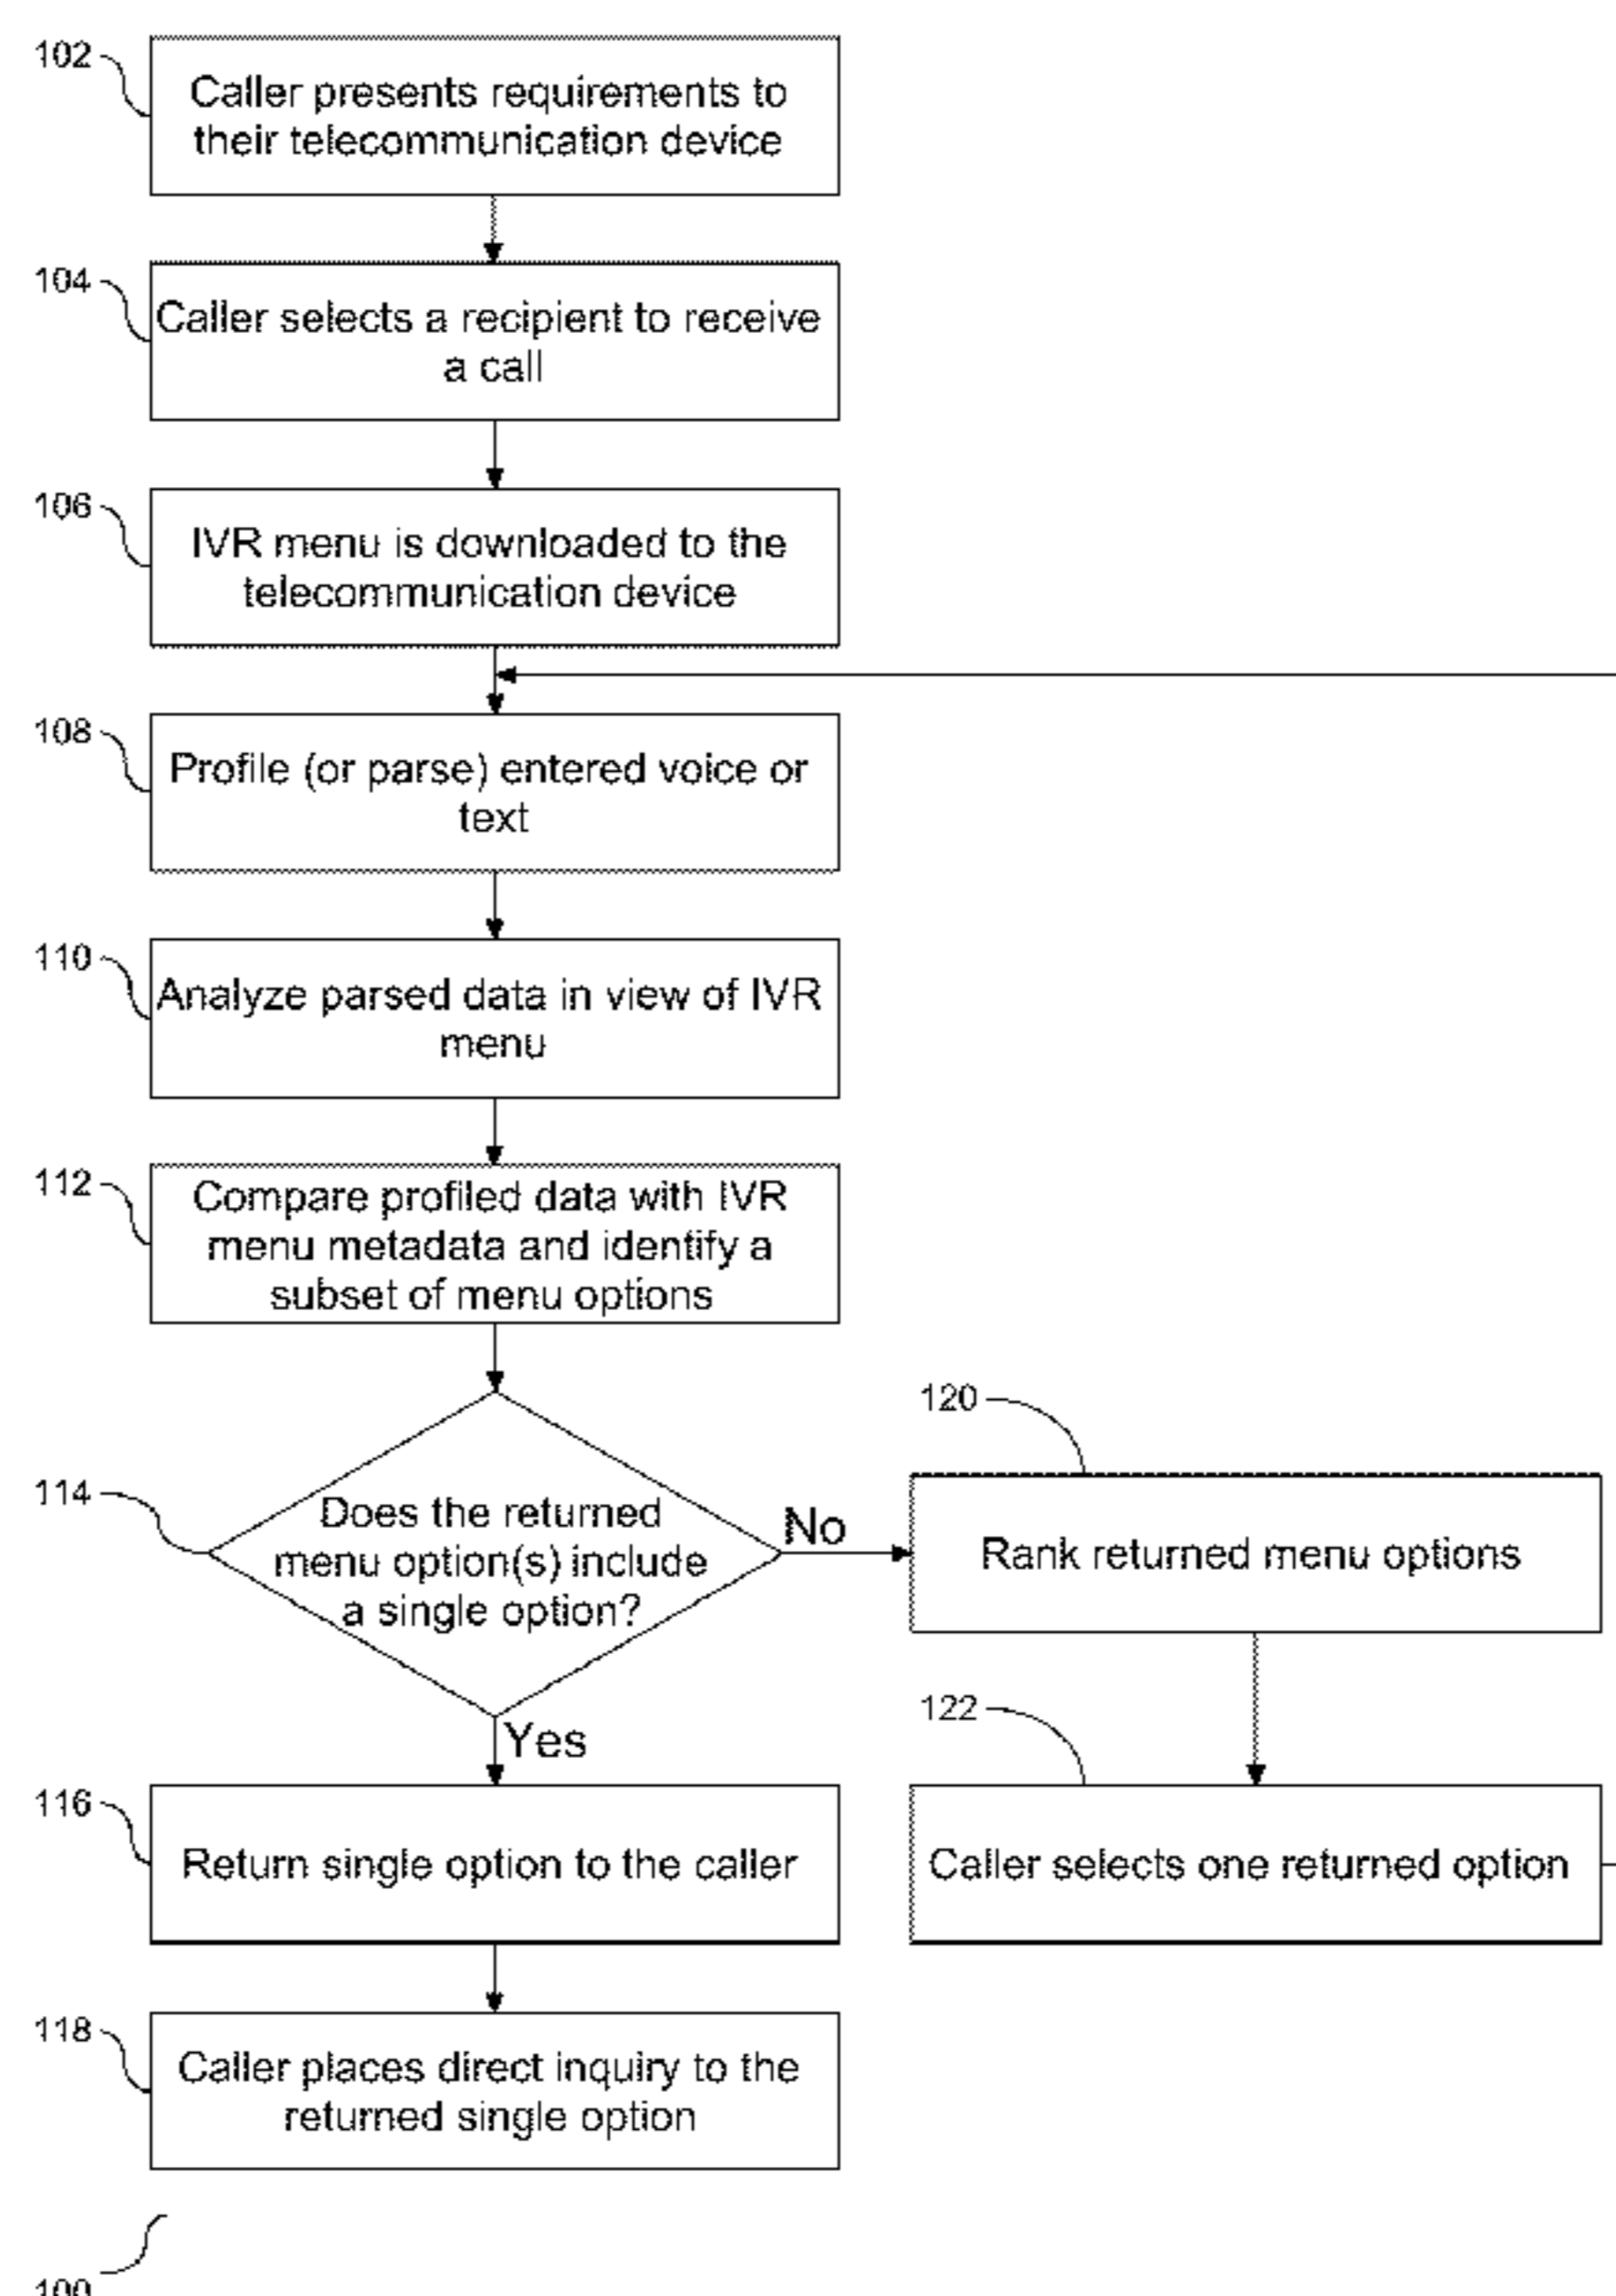 102
Caller presents requirements to
their telecommunication device
104
Caller selects a recipient to receive
a call
106
IVR menu is downloaded to the
telecommunication device
108
Profile (or parse) entered voice or
text
110
Analyze parsed data in view of IVR
menu
112
Compare profiled data with IVR
menu metadata and identify a
subset of menu options
114
Does the returned
menu option(s) include
a single option?
No
120
Rank returned menu options
122
Caller selects one returned option
Yes
116
Return single option to the caller
118
Caller places direct inquiry to the
returned single option
100